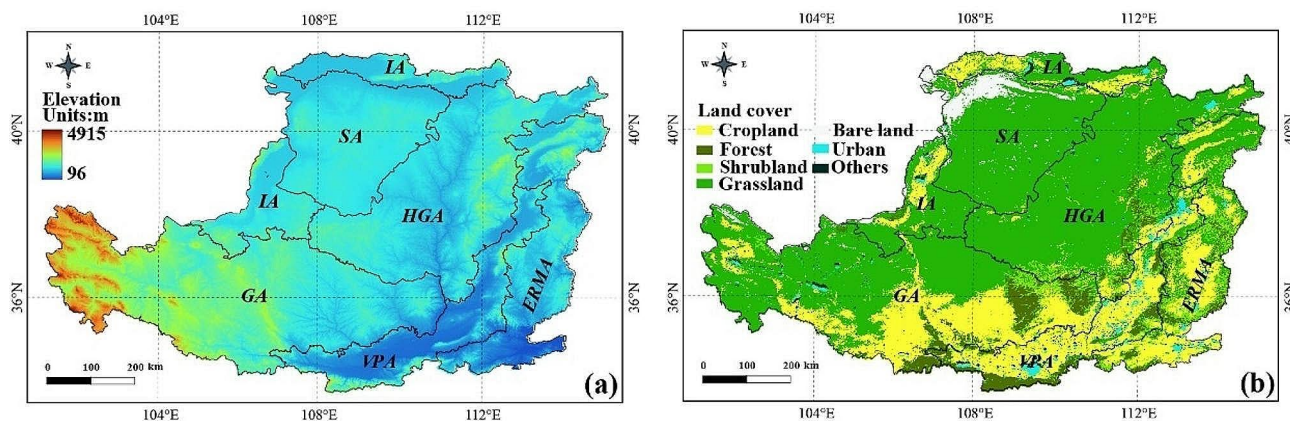 104°E 108°E 112°E
N
W E
S
Elevation
Units:m
4915
96
40°N
36°N
IA
SA
IA
HGA
GA
ERMA
VPA
0 100 200 km
(a)
104°E 108°E 112°E
104°E 108°E 112°E
N
W E
S
Land cover
Cropland Bare land
Forest Urban
Shrubland Others
Grassland
40°N
36°N
IA
SA
IA
HGA
GA
ERMA
VPA
0 100 200 km
(b)
104°E 108°E 112°E
40°N
36°N